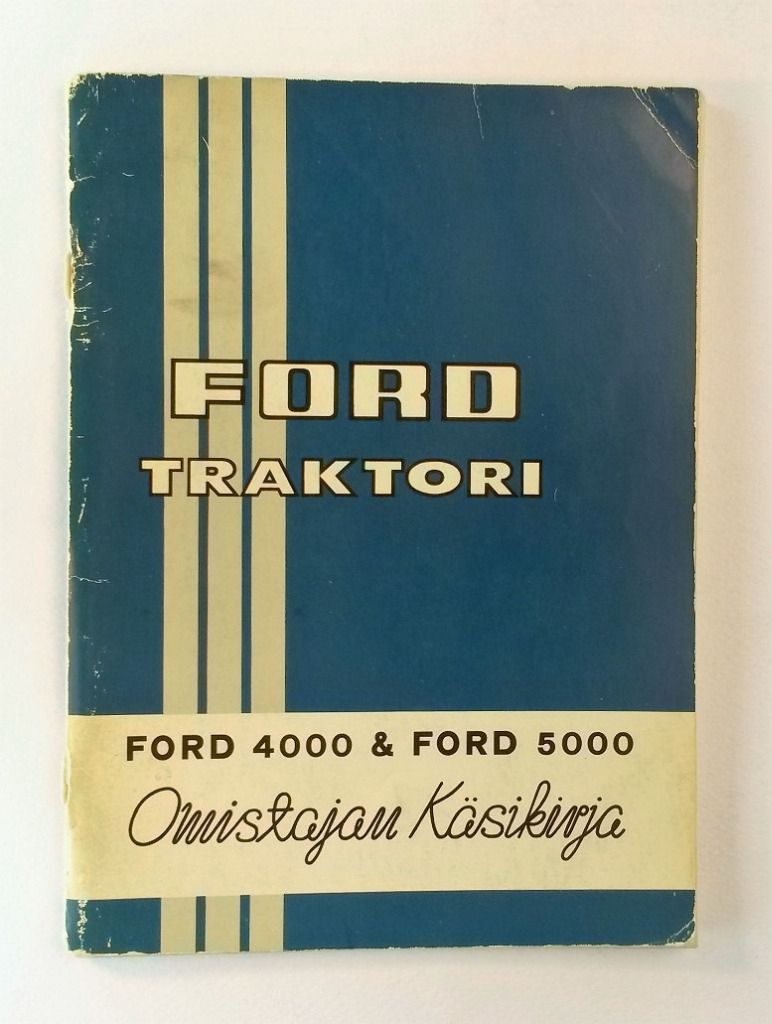 FORD
TRAKTORI
FORD 4000 & FORD 5000
Omistajan Käsikirja